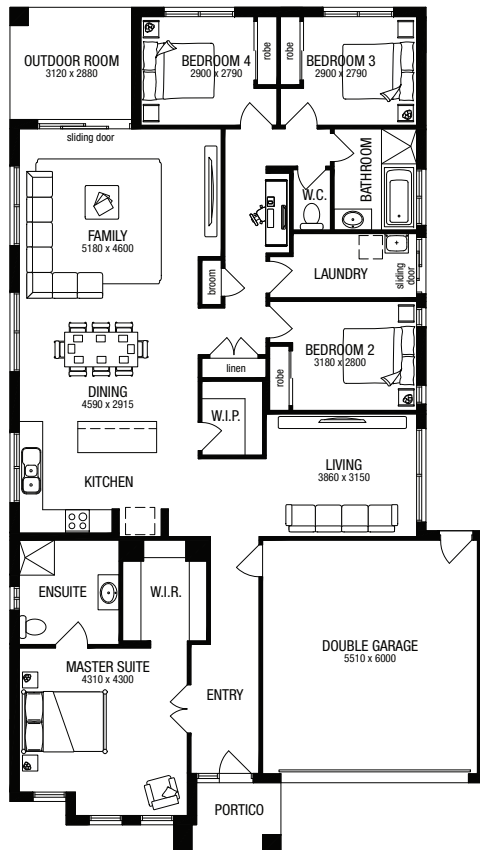 OUTDOOR ROOM
3120 x 2880
BEDROOM 4
2900 x 2790
robe
robe
BEDROOM 3
2900 x 2790
sliding door
FAMILY
5180 x 4600
W.C.
BATHROOM
broom
LAUNDRY
sliding
door
linen
robe
BEDROOM 2
3180 x 2800
DINING
4590 x 2915
W.I.P.
KITCHEN
LIVING
3860 x 3150
ENSUITE
W.I.R.
MASTER SUITE
4310 x 4300
ENTRY
DOUBLE GARAGE
5510 x 6000
PORTICO